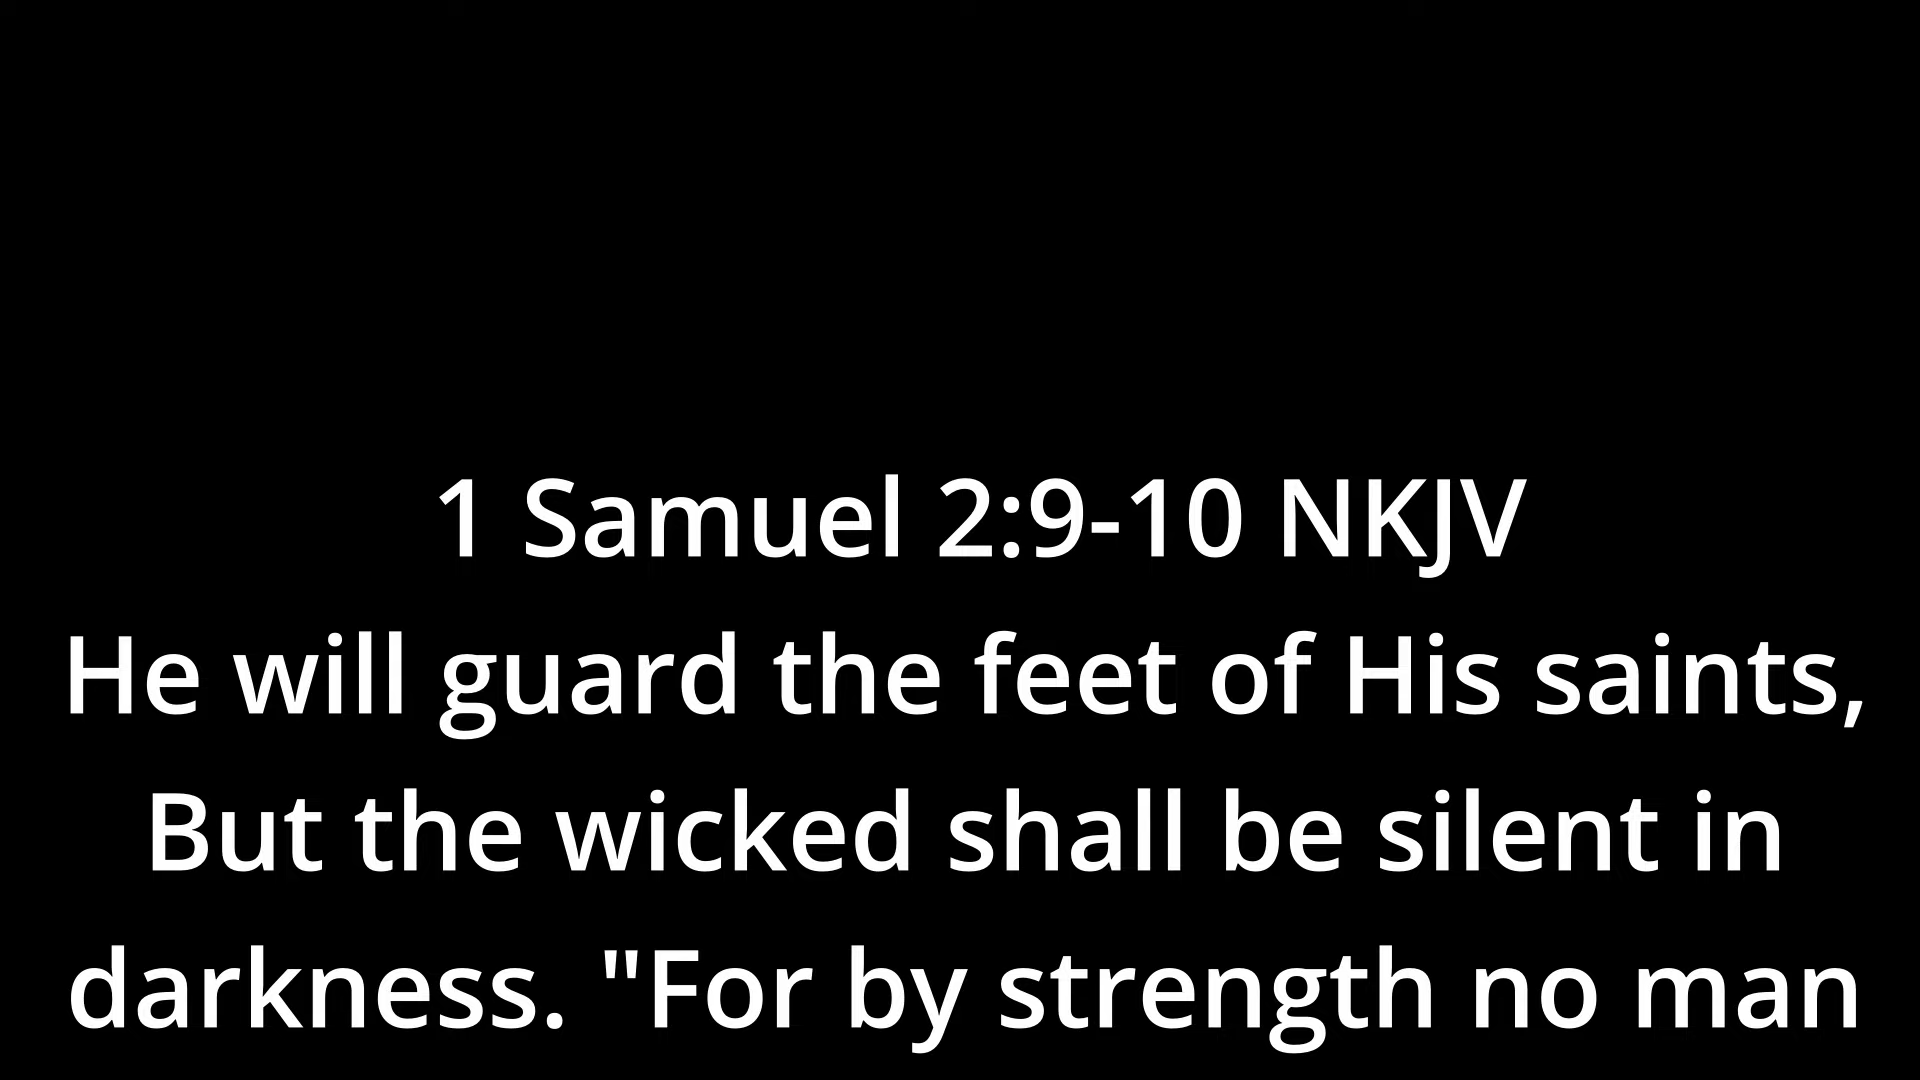 1 Samuel 2:9-10 NKJV
He will guard the feet of His saints,
But the wicked shall be silent in
darkness. "For by strength no man